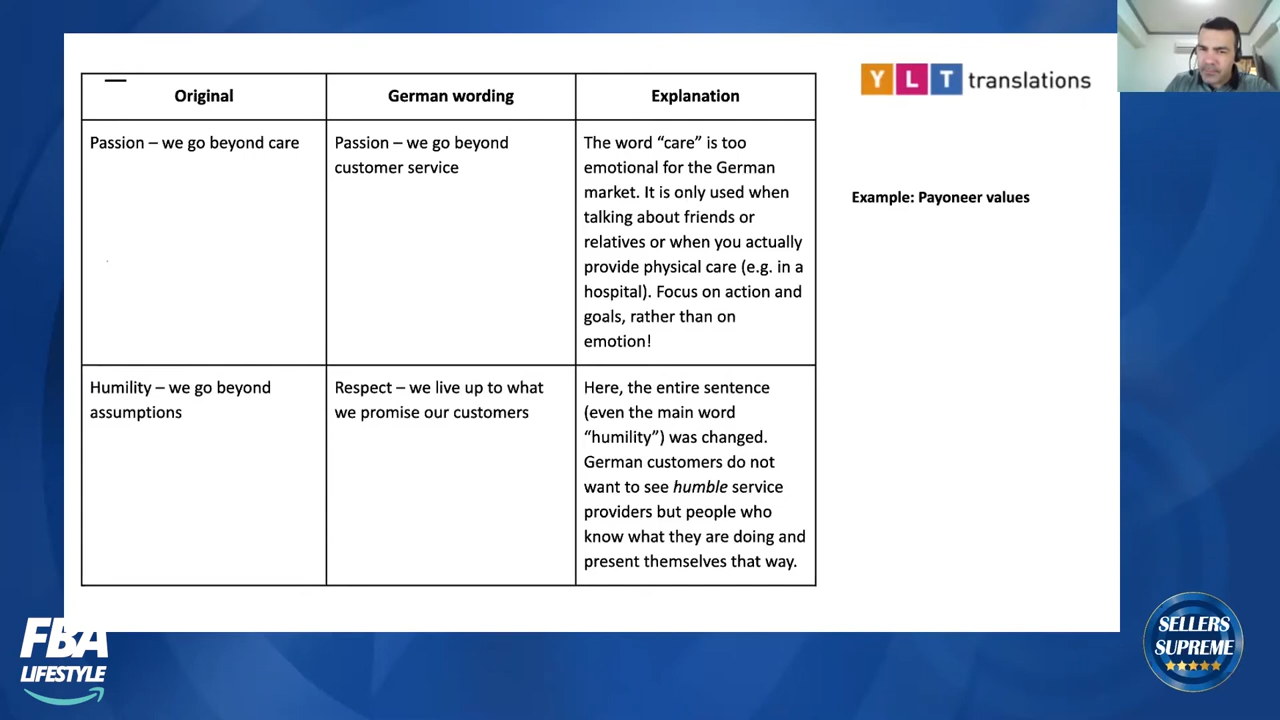 Original
German wording
Explanation
Passion – we go beyond care
Passion – we go beyond
customer service
The word “care” is too
emotional for the German
market. It is only used when
talking about friends or
relatives or when you actually
provide physical care (e.g. in a
hospital). Focus on action and
goals, rather than on
emotion!
Humility – we go beyond
assumptions
Respect – we live up to what
we promise our customers
Here, the entire sentence
(even the main word
“humility”) was changed.
German customers do not
want to see humble service
providers but people who
know what they are doing and
present themselves that way.
YLT translations
Example: Payoneer values
FBA
LIFESTYLE
SELLERS
SUPREME